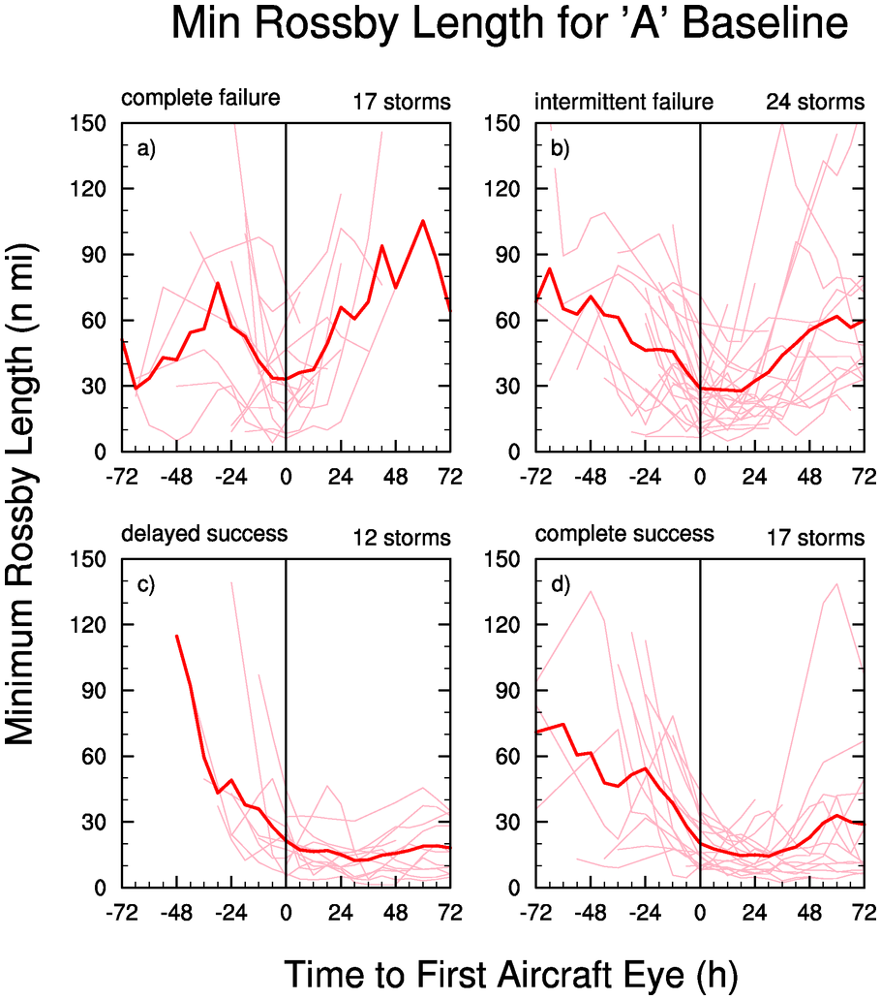 Min Rossby Length for 'A' Baseline
complete failure 17 storms
intermittent failure 24 storms
a)
b)
150
120
90
60
30
0
-72 -48 -24 0 24 48 72
150
120
90
60
30
0
-72 -48 -24 0 24 48 72
delayed success 12 storms
complete success 17 storms
c)
d)
150
120
90
60
30
0
-72 -48 -24 0 24 48 72
150
120
90
60
30
0
-72 -48 -24 0 24 48 72
Minimum Rossby Length (n mi)
Time to First Aircraft Eye (h)